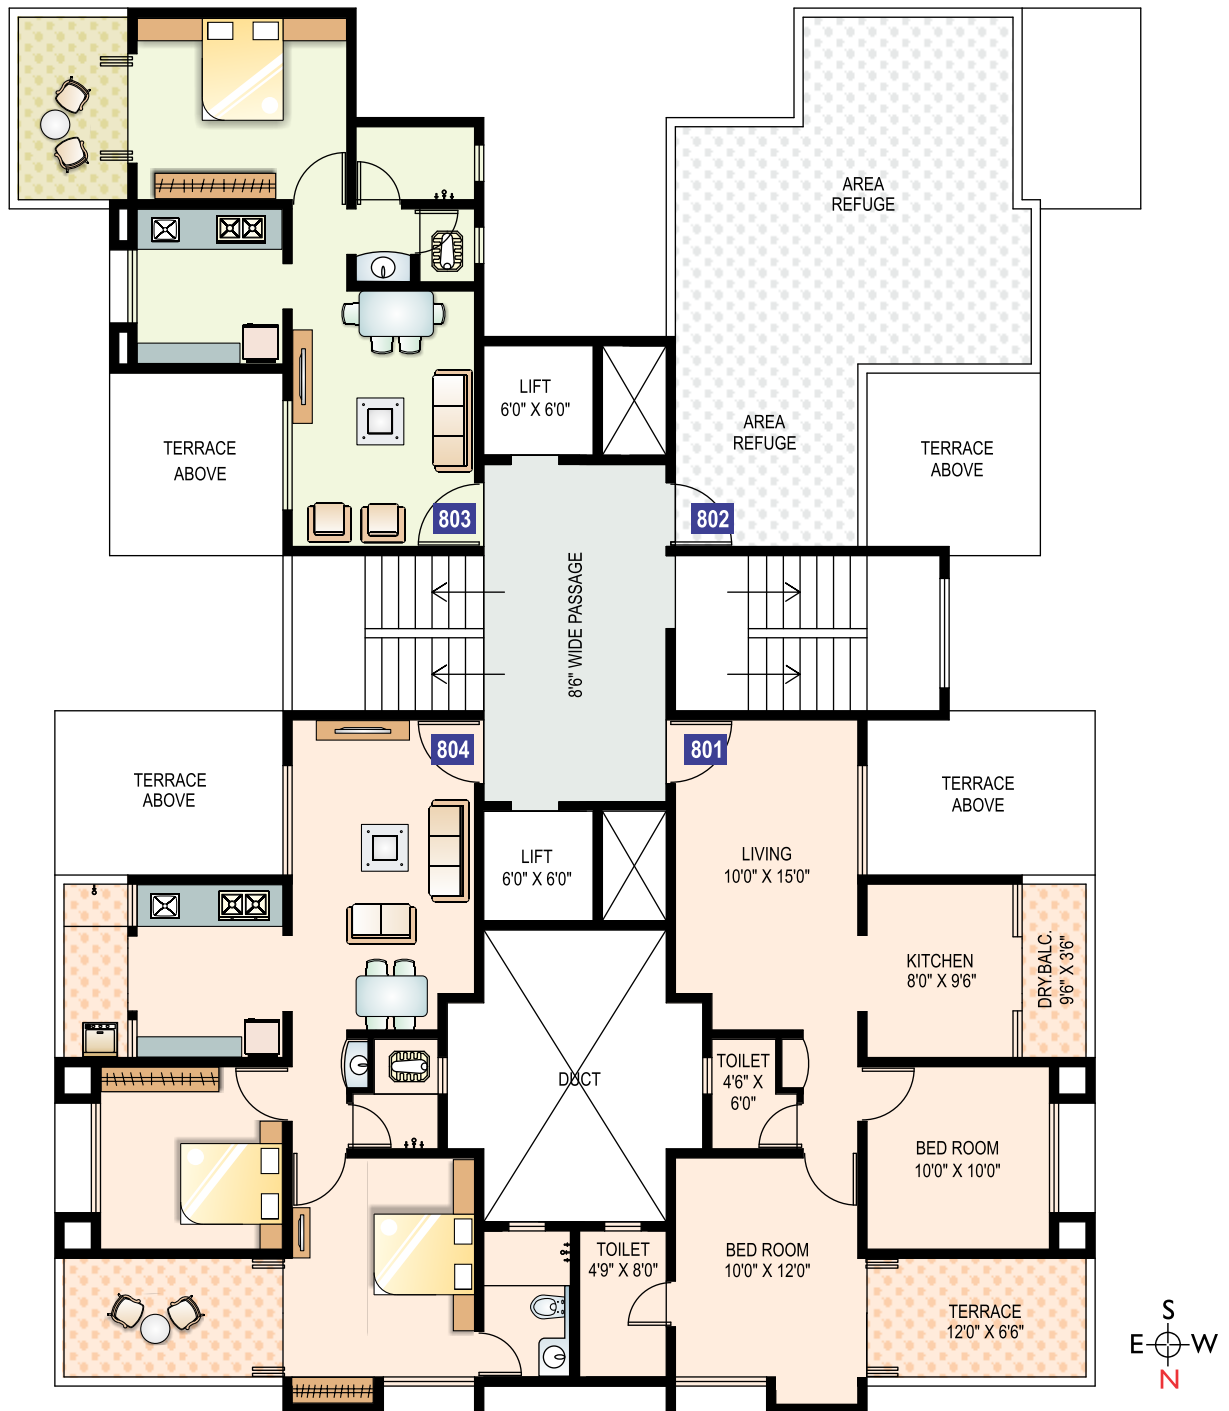 AREA
REFUGE
LIFT
6'0" X 6'0"
AREA
REFUGE
TERRACE
ABOVE
TERRACE
ABOVE
803
802
8'6" WIDE PASSAGE
804
801
TERRACE
ABOVE
TERRACE
ABOVE
LIFT
6'0" X 6'0"
LIVING
10'0" X 15'0"
KITCHEN
8'0" X 9'6"
DRY.BALC.
9'6" X 3'6"
DUCT
TOILET
4'6" X
6'0"
BED ROOM
10'0" X 10'0"
TOILET
4'9" X 8'0"
BED ROOM
10'0" X 12'0"
TERRACE
12'0" X 6'6"
S
E W
N